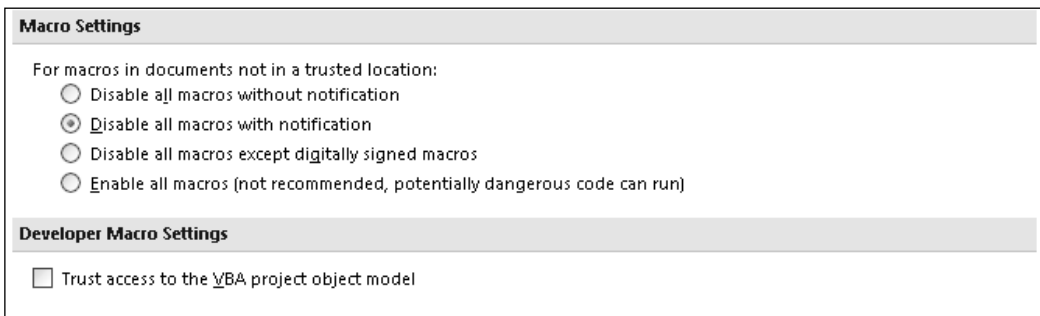 Macro Settings
For macros in documents not in a trusted location:
Disable all macros without notification
Disable all macros with notification
Disable all macros except digitally signed macros
Enable all macros (not recommended, potentially dangerous code can run)
Developer Macro Settings
Trust access to the VBA project object model